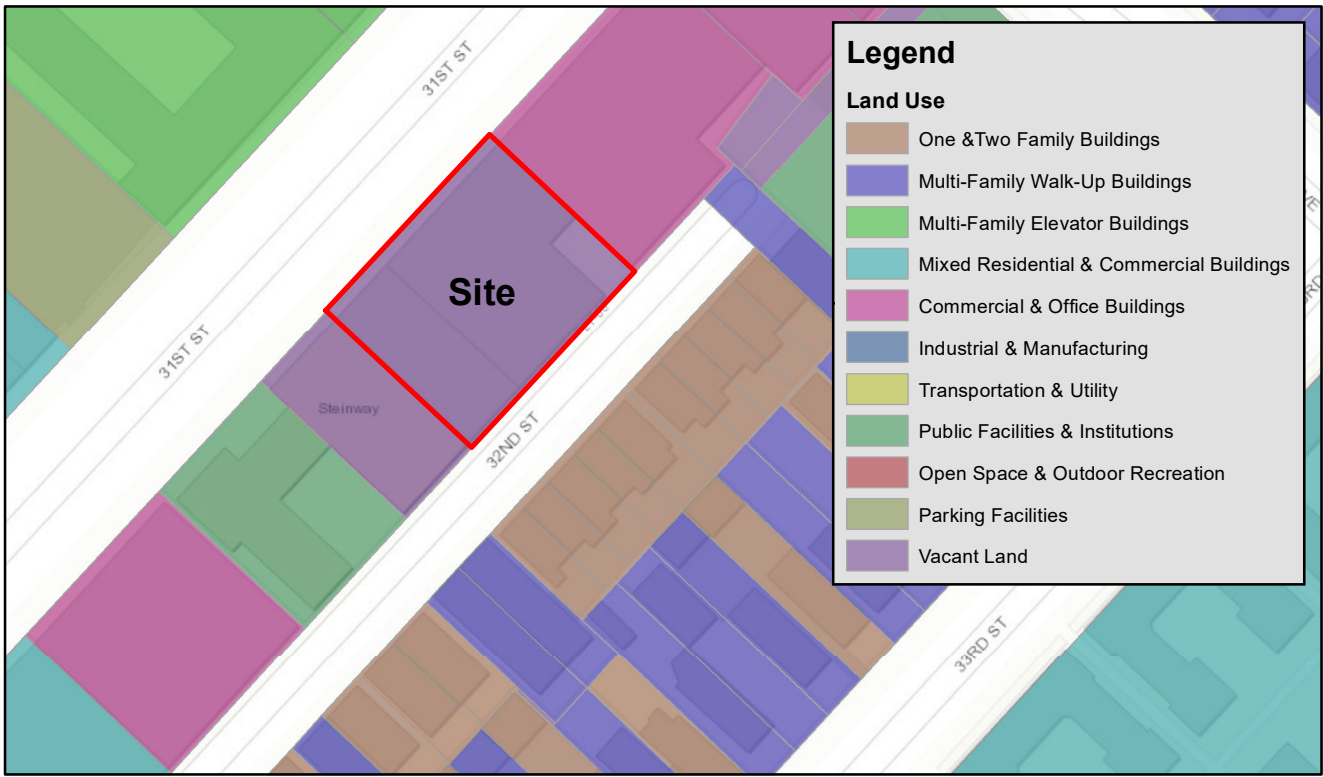 31ST ST
31ST ST
Site
Steinway
32ND ST
33RD ST
Legend
Land Use
One &Two Family Buildings
Multi-Family Walk-Up Buildings
Multi-Family Elevator Buildings
Mixed Residential & Commercial Buildings
Commercial & Office Buildings
Industrial & Manufacturing
Transportation & Utility
Public Facilities & Institutions
Open Space & Outdoor Recreation
Parking Facilities
Vacant Land